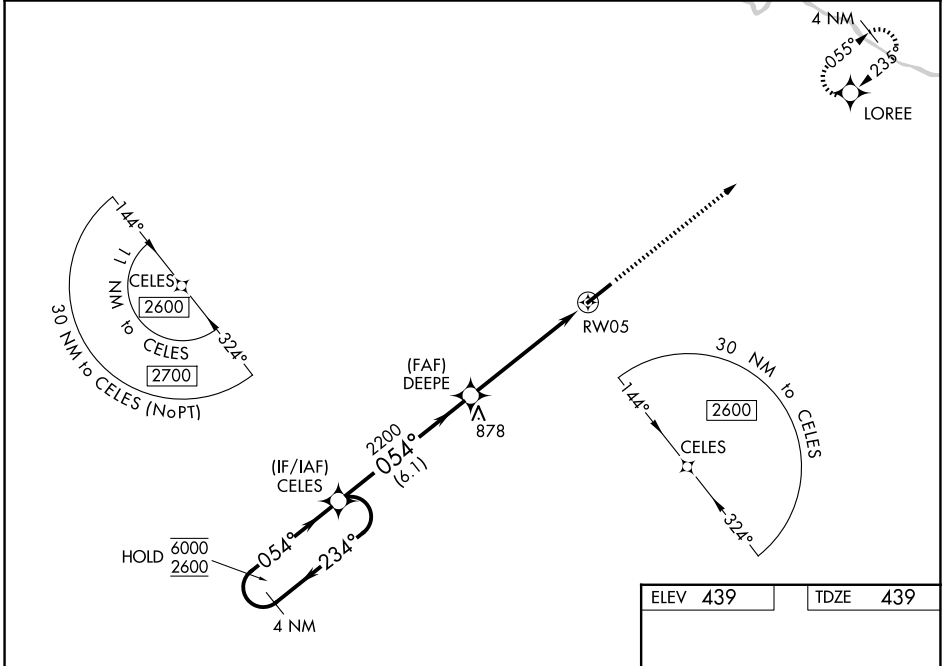 4 NM
055°
235°
LOREE
144°
CELES
2600
11 NM to CELES
2700
30 NM to CELES (NoPT)
324°
RW05
(FAF)
DEEPE
878
2200
054°
(6.1)
(IF/IAF)
CELES
HOLD 6000
2600
054°
234°
4 NM
30 NM to CELES
144°
2600
CELES
324°
ELEV 439
TDZE 439